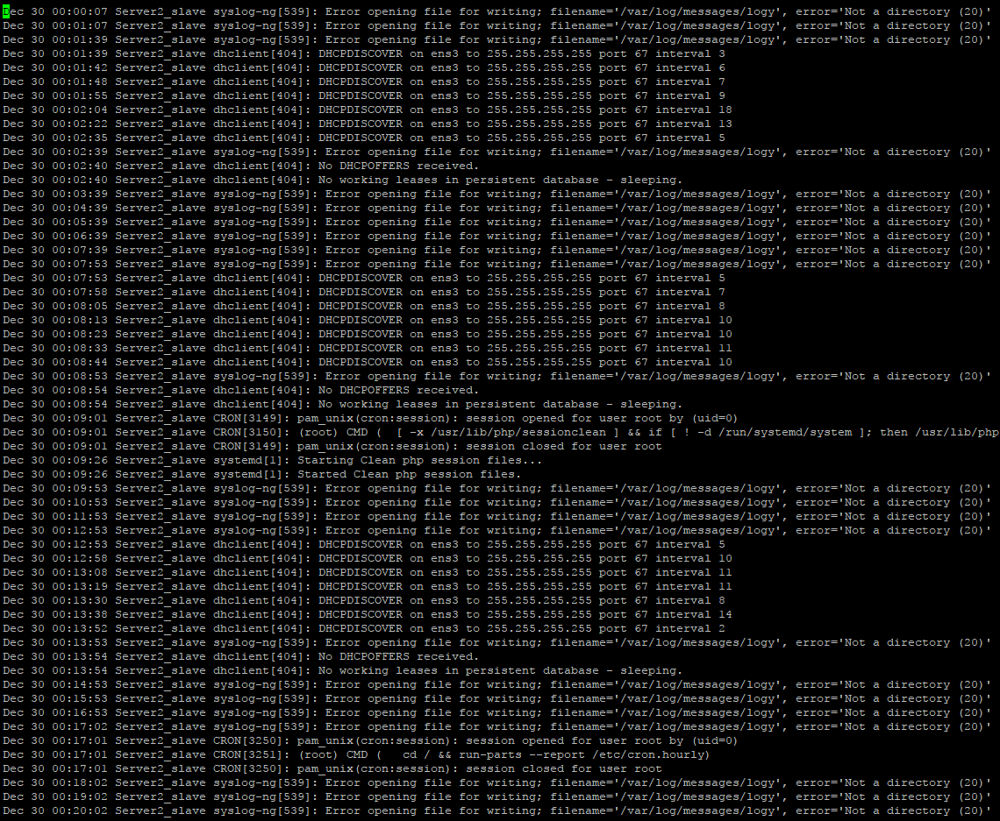 Dec 30 00:00:07 Server2_slave syslog-ng[539]: Error opening file for writing; filename='/var/log/messages/logy', error='Not a directory (20)'
Dec 30 00:01:07 Server2_slave syslog-ng[539]: Error opening file for writing; filename='/var/log/messages/logy', error='Not a directory (20)'
Dec 30 00:01:39 Server2_slave syslog-ng[539]: Error opening file for writing; filename='/var/log/messages/logy', error='Not a directory (20)'
Dec 30 00:01:39 Server2_slave dhclient[404]: DHCPDISCOVER on ens3 to 255.255.255.255 port 67 interval 3
Dec 30 00:01:42 Server2_slave dhclient[404]: DHCPDISCOVER on ens3 to 255.255.255.255 port 67 interval 6
Dec 30 00:01:48 Server2_slave dhclient[404]: DHCPDISCOVER on ens3 to 255.255.255.255 port 67 interval 7
Dec 30 00:01:55 Server2_slave dhclient[404]: DHCPDISCOVER on ens3 to 255.255.255.255 port 67 interval 9
Dec 30 00:02:04 Server2_slave dhclient[404]: DHCPDISCOVER on ens3 to 255.255.255.255 port 67 interval 18
Dec 30 00:02:22 Server2_slave dhclient[404]: DHCPDISCOVER on ens3 to 255.255.255.255 port 67 interval 13
Dec 30 00:02:35 Server2_slave dhclient[404]: DHCPDISCOVER on ens3 to 255.255.255.255 port 67 interval 5
Dec 30 00:02:39 Server2_slave syslog-ng[539]: Error opening file for writing; filename='/var/log/messages/logy', error='Not a directory (20)'
Dec 30 00:02:40 Server2_slave dhclient[404]: No DHCPOFFERS received.
Dec 30 00:02:40 Server2_slave dhclient[404]: No working leases in persistent database - sleeping.
Dec 30 00:03:39 Server2_slave syslog-ng[539]: Error opening file for writing; filename='/var/log/messages/logy', error='Not a directory (20)'
Dec 30 00:04:39 Server2_slave syslog-ng[539]: Error opening file for writing; filename='/var/log/messages/logy', error='Not a directory (20)'
Dec 30 00:05:39 Server2_slave syslog-ng[539]: Error opening file for writing; filename='/var/log/messages/logy', error='Not a directory (20)'
Dec 30 00:06:39 Server2_slave syslog-ng[539]: Error opening file for writing; filename='/var/log/messages/logy', error='Not a directory (20)'
Dec 30 00:07:39 Server2_slave syslog-ng[539]: Error opening file for writing; filename='/var/log/messages/logy', error='Not a directory (20)'
Dec 30 00:07:53 Server2_slave syslog-ng[539]: Error opening file for writing; filename='/var/log/messages/logy', error='Not a directory (20)'
Dec 30 00:07:53 Server2_slave dhclient[404]: DHCPDISCOVER on ens3 to 255.255.255.255 port 67 interval 5
Dec 30 00:07:58 Server2_slave dhclient[404]: DHCPDISCOVER on ens3 to 255.255.255.255 port 67 interval 7
Dec 30 00:08:05 Server2_slave dhclient[404]: DHCPDISCOVER on ens3 to 255.255.255.255 port 67 interval 8
Dec 30 00:08:13 Server2_slave dhclient[404]: DHCPDISCOVER on ens3 to 255.255.255.255 port 67 interval 10
Dec 30 00:08:23 Server2_slave dhclient[404]: DHCPDISCOVER on ens3 to 255.255.255.255 port 67 interval 10
Dec 30 00:08:33 Server2_slave dhclient[404]: DHCPDISCOVER on ens3 to 255.255.255.255 port 67 interval 11
Dec 30 00:08:44 Server2_slave dhclient[404]: DHCPDISCOVER on ens3 to 255.255.255.255 port 67 interval 10
Dec 30 00:08:53 Server2_slave syslog-ng[539]: Error opening file for writing; filename='/var/log/messages/logy', error='Not a directory (20)'
Dec 30 00:08:54 Server2_slave dhclient[404]: No DHCPOFFERS received.
Dec 30 00:08:54 Server2_slave dhclient[404]: No working leases in persistent database - sleeping.
Dec 30 00:09:01 Server2_slave CRON[3149]: pam_unix(cron:session): session opened for user root by (uid=0)
Dec 30 00:09:01 Server2_slave CRON[3150]: (root) CMD (  [ -x /usr/lib/php/sessionclean ] && if [ ! -d /run/systemd/system ]; then /usr/lib/php
Dec 30 00:09:01 Server2_slave CRON[3149]: pam_unix(cron:session): session closed for user root
Dec 30 00:09:26 Server2_slave systemd[1]: Starting Clean php session files...
Dec 30 00:09:26 Server2_slave systemd[1]: Started Clean php session files.
Dec 30 00:09:53 Server2_slave syslog-ng[539]: Error opening file for writing; filename='/var/log/messages/logy', error='Not a directory (20)'
Dec 30 00:10:53 Server2_slave syslog-ng[539]: Error opening file for writing; filename='/var/log/messages/logy', error='Not a directory (20)'
Dec 30 00:11:53 Server2_slave syslog-ng[539]: Error opening file for writing; filename='/var/log/messages/logy', error='Not a directory (20)'
Dec 30 00:12:53 Server2_slave syslog-ng[539]: Error opening file for writing; filename='/var/log/messages/logy', error='Not a directory (20)'
Dec 30 00:12:53 Server2_slave dhclient[404]: DHCPDISCOVER on ens3 to 255.255.255.255 port 67 interval 5
Dec 30 00:12:58 Server2_slave dhclient[404]: DHCPDISCOVER on ens3 to 255.255.255.255 port 67 interval 10
Dec 30 00:13:08 Server2_slave dhclient[404]: DHCPDISCOVER on ens3 to 255.255.255.255 port 67 interval 11
Dec 30 00:13:19 Server2_slave dhclient[404]: DHCPDISCOVER on ens3 to 255.255.255.255 port 67 interval 11
Dec 30 00:13:30 Server2_slave dhclient[404]: DHCPDISCOVER on ens3 to 255.255.255.255 port 67 interval 8
Dec 30 00:13:38 Server2_slave dhclient[404]: DHCPDISCOVER on ens3 to 255.255.255.255 port 67 interval 14
Dec 30 00:13:52 Server2_slave dhclient[404]: DHCPDISCOVER on ens3 to 255.255.255.255 port 67 interval 2
Dec 30 00:13:53 Server2_slave syslog-ng[539]: Error opening file for writing; filename='/var/log/messages/logy', error='Not a directory (20)'
Dec 30 00:13:54 Server2_slave dhclient[404]: No DHCPOFFERS received.
Dec 30 00:13:54 Server2_slave dhclient[404]: No working leases in persistent database - sleeping.
Dec 30 00:14:53 Server2_slave syslog-ng[539]: Error opening file for writing; filename='/var/log/messages/logy', error='Not a directory (20)'
Dec 30 00:15:53 Server2_slave syslog-ng[539]: Error opening file for writing; filename='/var/log/messages/logy', error='Not a directory (20)'
Dec 30 00:16:53 Server2_slave syslog-ng[539]: Error opening file for writing; filename='/var/log/messages/logy', error='Not a directory (20)'
Dec 30 00:17:02 Server2_slave syslog-ng[539]: Error opening file for writing; filename='/var/log/messages/logy', error='Not a directory (20)'
Dec 30 00:17:01 Server2_slave CRON[3250]: pam_unix(cron:session): session opened for user root by (uid=0)
Dec 30 00:17:01 Server2_slave CRON[3251]: (root) CMD (   cd / && run-parts --report /etc/cron.hourly)
Dec 30 00:17:01 Server2_slave CRON[3250]: pam_unix(cron:session): session closed for user root
Dec 30 00:18:02 Server2_slave syslog-ng[539]: Error opening file for writing; filename='/var/log/messages/logy', error='Not a directory (20)'
Dec 30 00:19:02 Server2_slave syslog-ng[539]: Error opening file for writing; filename='/var/log/messages/logy', error='Not a directory (20)'
Dec 30 00:20:02 Server2_slave syslog-ng[539]: Error opening file for writing; filename='/var/log/messages/logy', error='Not a directory (20)'